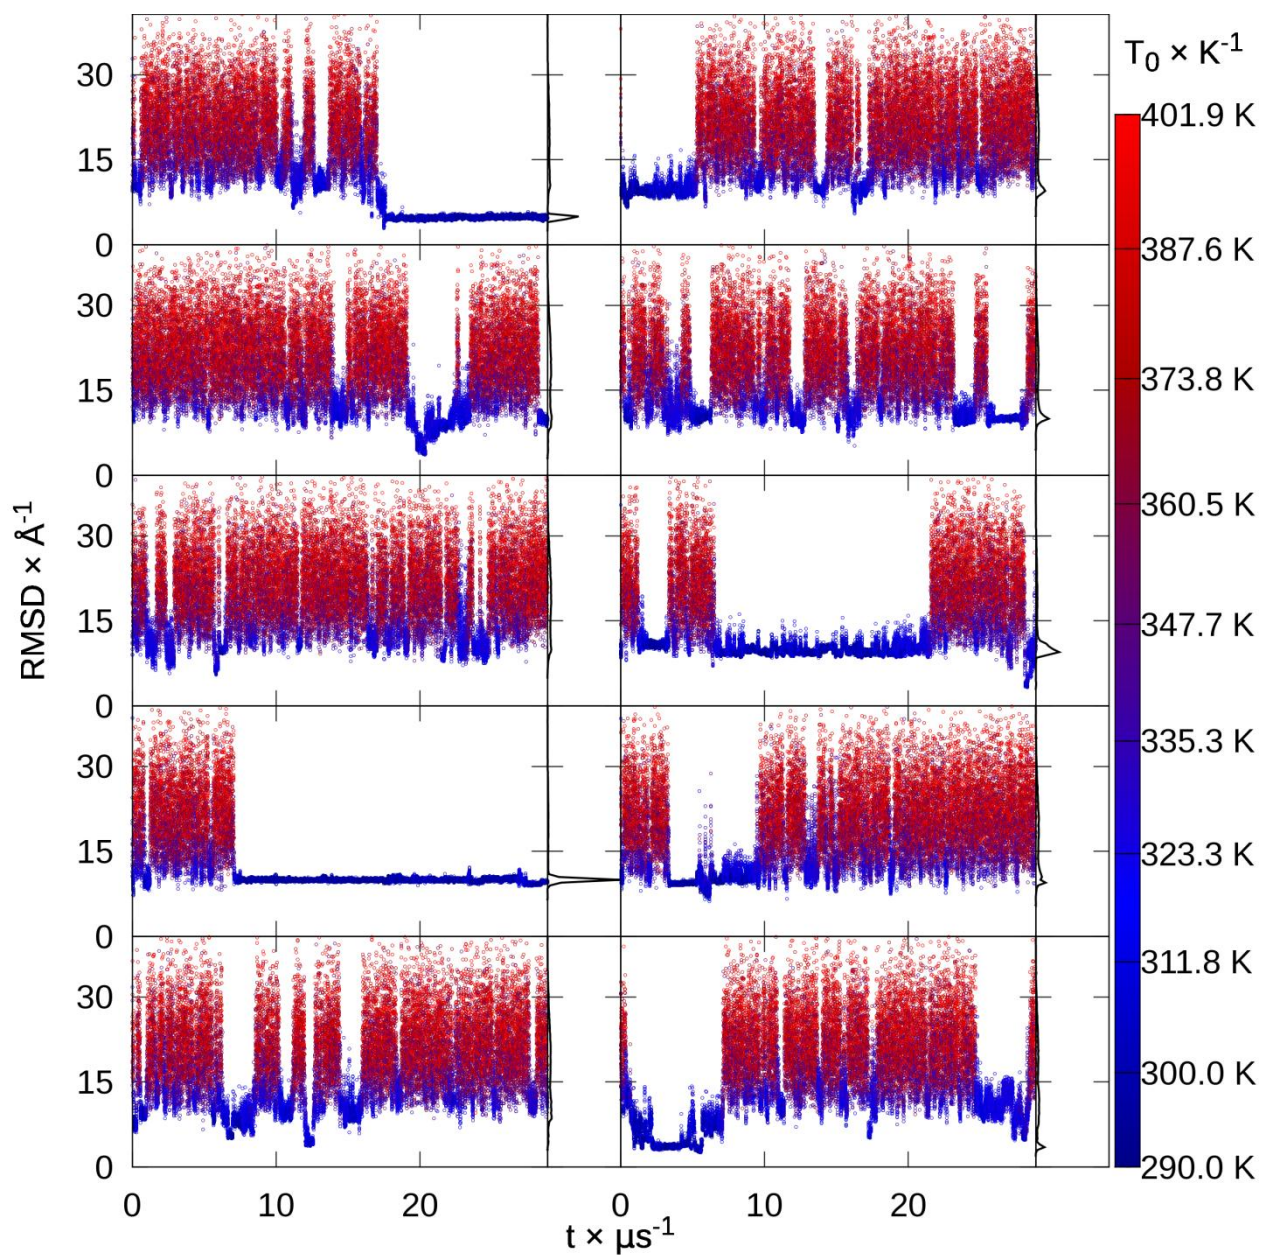 T₀ × K⁻¹
30
15
0
30
15
0
30
15
0
30
15
0
30
15
0
RMSD × Å⁻¹
0 10 20 0 10 20
t × μs⁻¹
401.9 K
387.6 K
373.8 K
360.5 K
347.7 K
335.3 K
323.3 K
311.8 K
300.0 K
290.0 K